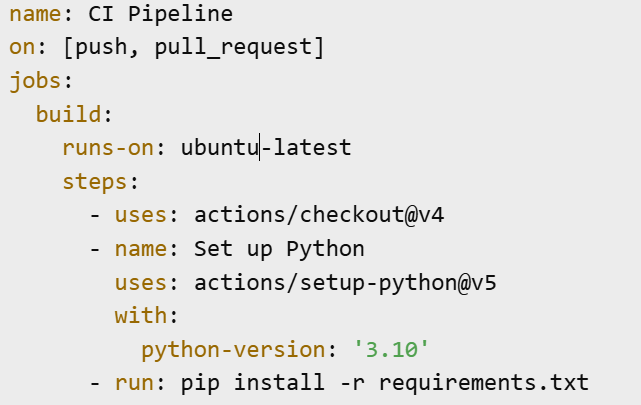 name: CI Pipeline
on: [push, pull_request]
jobs:
  build:
    runs-on: ubuntu-latest
    steps:
      - uses: actions/checkout@v4
      - name: Set up Python
        uses: actions/setup-python@v5
        with:
          python-version: '3.10'
      - run: pip install -r requirements.txt